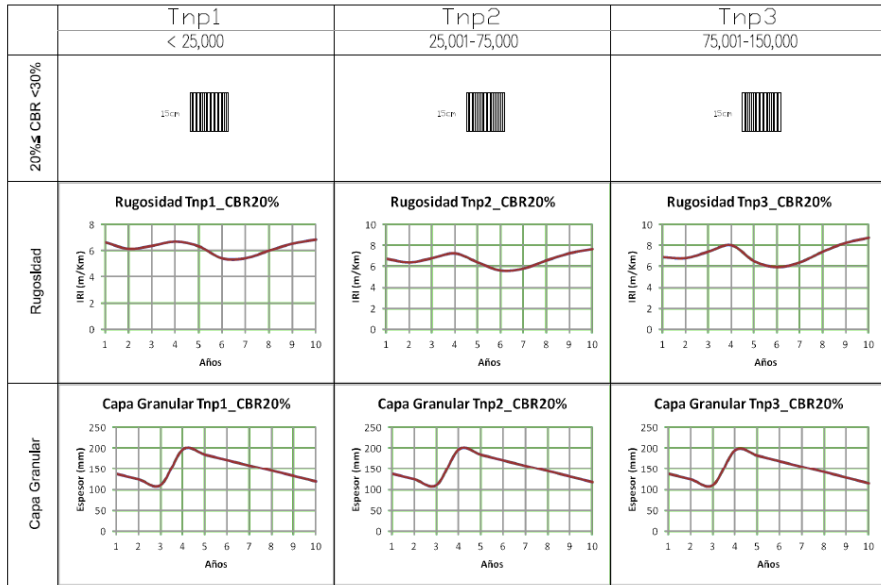 Tnp1 Tnp2 Tnp3
< 25,000 25,001-75,000 75,001-150,000
20%≤ CBR <30%
15cm 15cm 15cm
Rugosidad
Rugosidad Tnp1_CBR20%
IRI (m/Km)
8
6
4
2
0
1 2 3 4 5 6 7 8 9 10
Años
Rugosidad Tnp2_CBR20%
IRI (m/Km)
10
8
6
4
2
0
1 2 3 4 5 6 7 8 9 10
Años
Rugosidad Tnp3_CBR20%
IRI (m/Km)
10
8
6
4
2
0
1 2 3 4 5 6 7 8 9 10
Años
Capa Granular
Capa Granular Tnp1_CBR20%
Espesor (mm)
250
200
150
100
50
0
1 2 3 4 5 6 7 8 9 10
Años
Capa Granular Tnp2_CBR20%
Espesor (mm)
250
200
150
100
50
0
1 2 3 4 5 6 7 8 9 10
Años
Capa Granular Tnp3_CBR20%
Espesor (mm)
250
200
150
100
50
0
1 2 3 4 5 6 7 8 9 10
Años